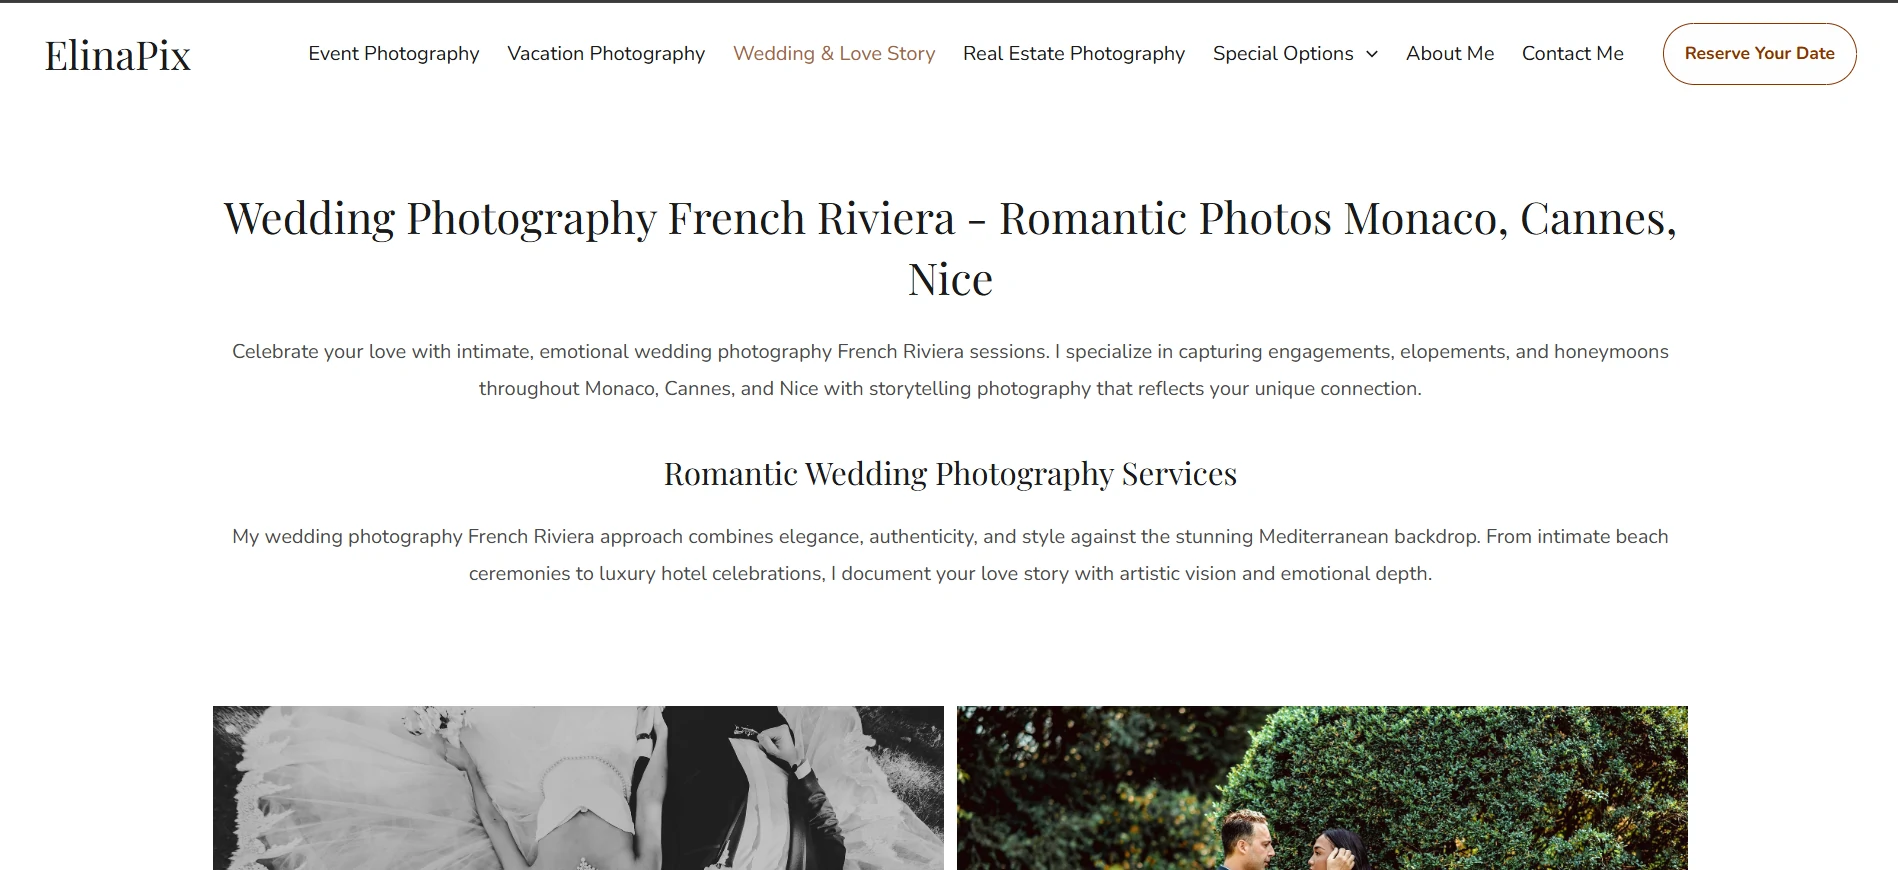 ElinaPix
Event Photography
Vacation Photography
Wedding & Love Story
Real Estate Photography
Special Options
About Me
Contact Me
Reserve Your Date
Wedding Photography French Riviera - Romantic Photos Monaco, Cannes,
Nice
Celebrate your love with intimate, emotional wedding photography French Riviera sessions. I specialize in capturing engagements, elopements, and honeymoons
throughout Monaco, Cannes, and Nice with storytelling photography that reflects your unique connection.
Romantic Wedding Photography Services
My wedding photography French Riviera approach combines elegance, authenticity, and style against the stunning Mediterranean backdrop. From intimate beach
ceremonies to luxury hotel celebrations, I document your love story with artistic vision and emotional depth.